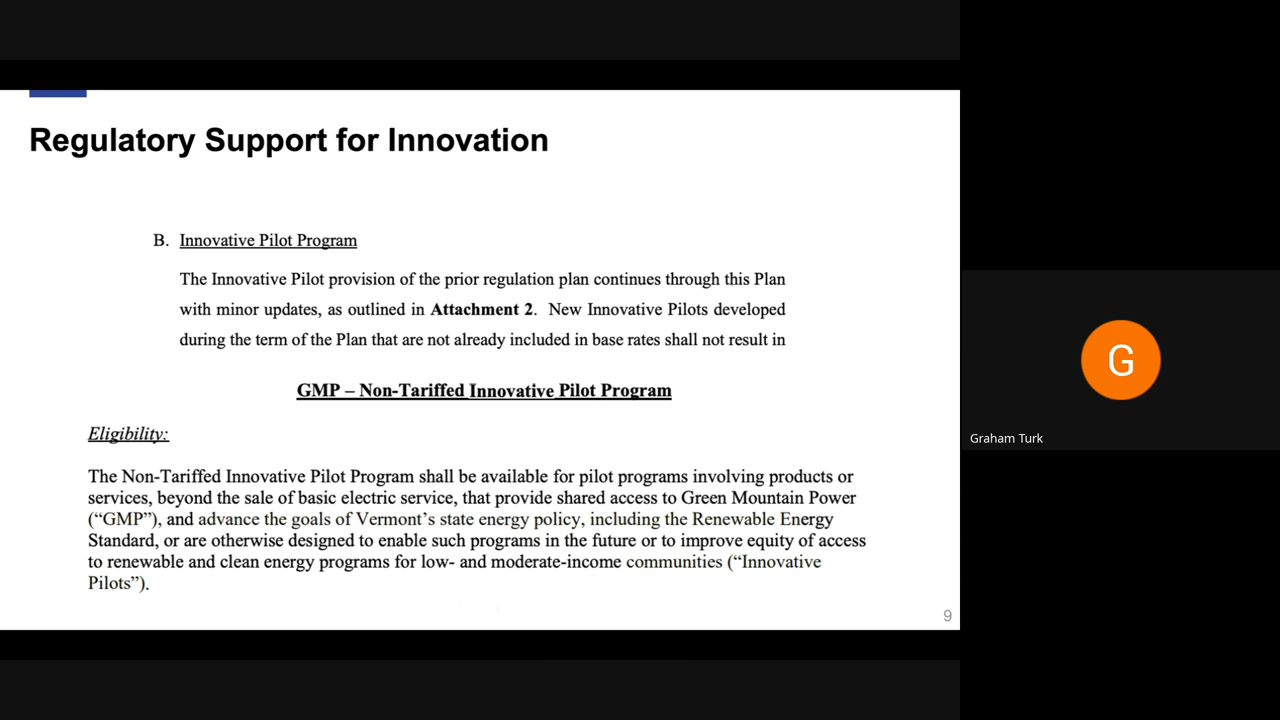 Regulatory Support for Innovation
B. Innovative Pilot Program
The Innovative Pilot provision of the prior regulation plan continues through this Plan
with minor updates, as outlined in Attachment 2. New Innovative Pilots developed
during the term of the Plan that are not already included in base rates shall not result in
GMP – Non-Tariffed Innovative Pilot Program
Eligibility:
The Non-Tariffed Innovative Pilot Program shall be available for pilot programs involving products or
services, beyond the sale of basic electric service, that provide shared access to Green Mountain Power
(“GMP”), and advance the goals of Vermont’s state energy policy, including the Renewable Energy
Standard, or are otherwise designed to enable such programs in the future or to improve equity of access
to renewable and clean energy programs for low- and moderate-income communities (“Innovative
Pilots”).
9
G
Graham Turk